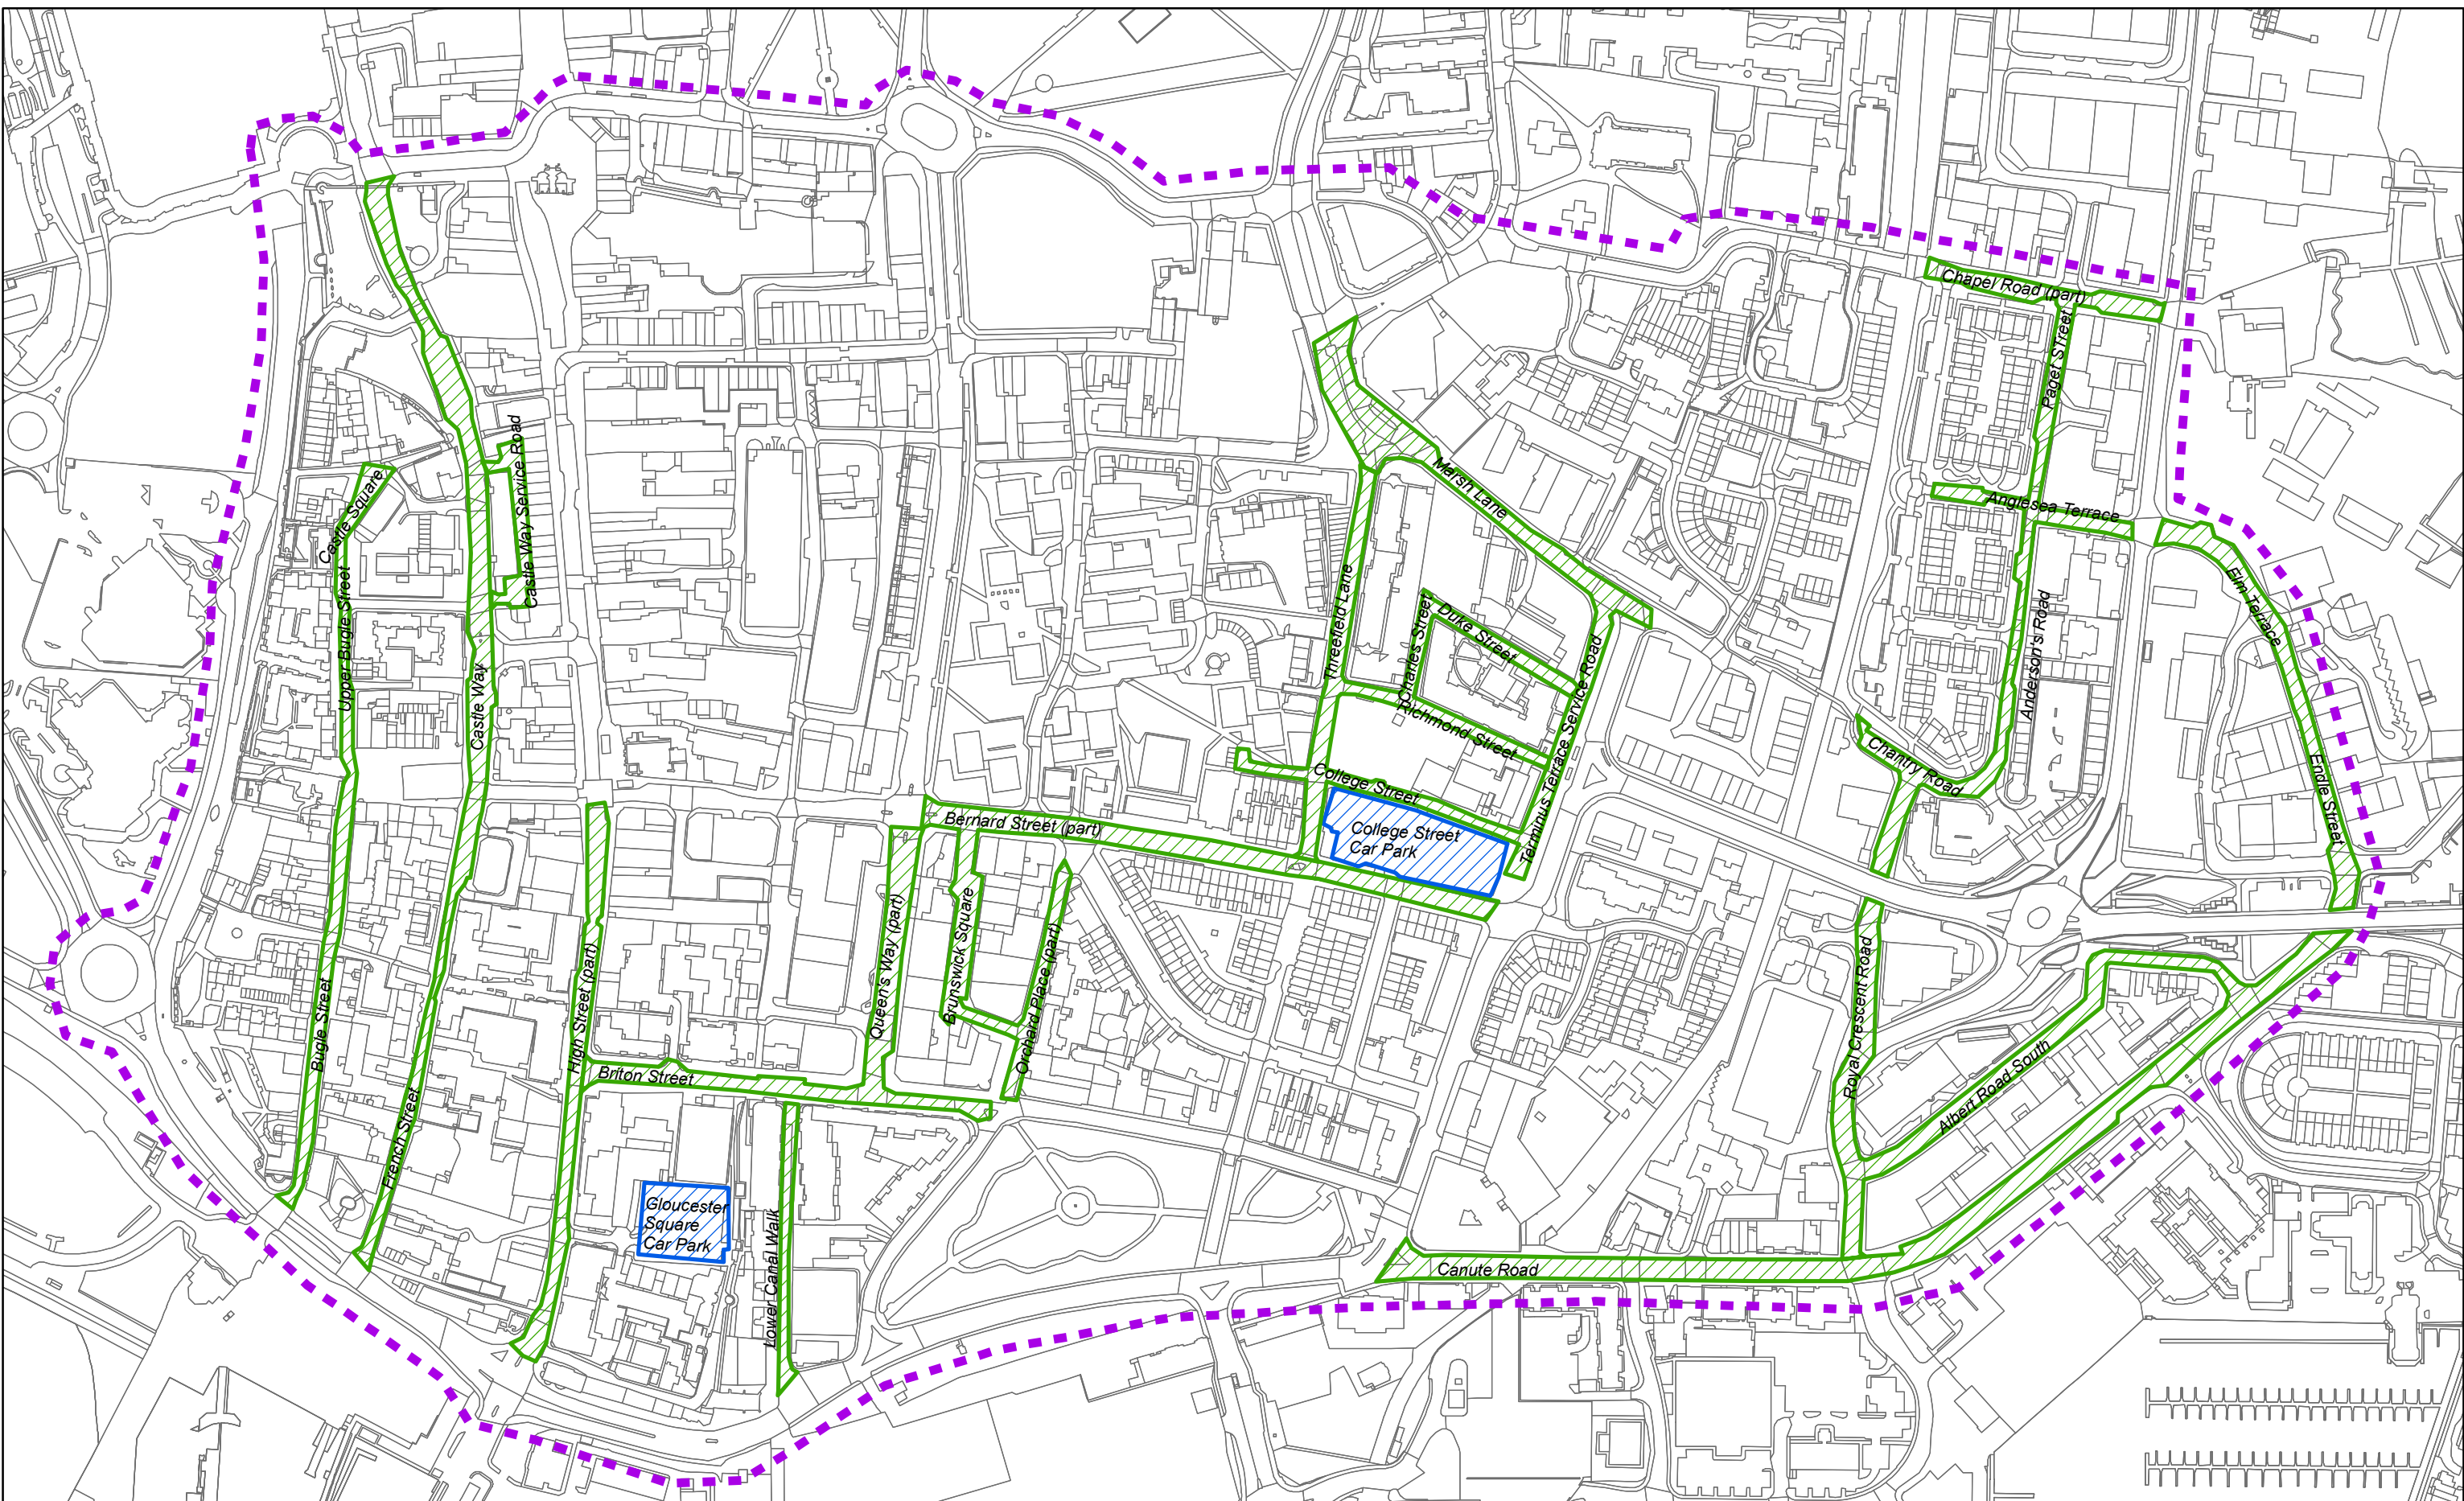 Chapel Road (part)
Paget STreet
Castle Way Service Road
Castle Square
Marsh Lane
Anglesea Terrace
Upper Bugle Street
Threefield Lane
Charles Street
Duke Street
Elm Terrace
Anderson's Road
Castle Way
Richmond Street
Terminus Terrace Service Road
Chantry Road
Endle Street
College Street
College Street
Car Park
Bernard Street (part)
Queen's Way (part)
Brunswick Square
Orchard Place (part)
High Street (part)
Bugle Street
Royal Crescent Road
Albert Road South
Briton Street
French Street
Gloucester
Square
Car Park
Lower Canal Walk
Canute Road